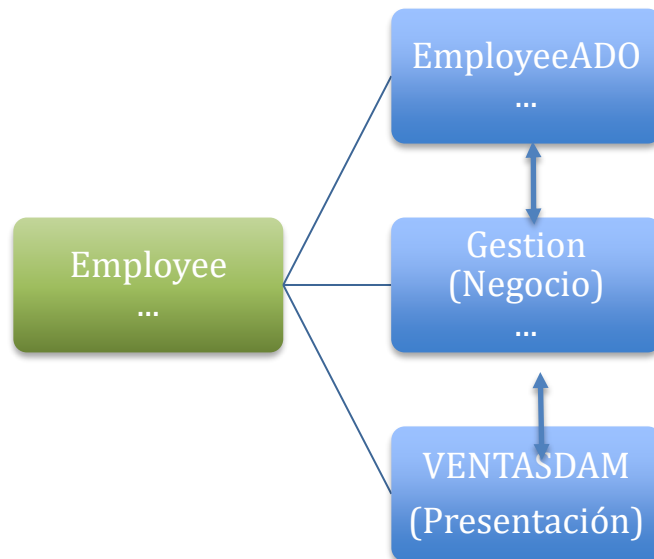 EmployeeADO
...
Employee
...
Gestion
(Negocio)
...
VENTASDAM
(Presentación)